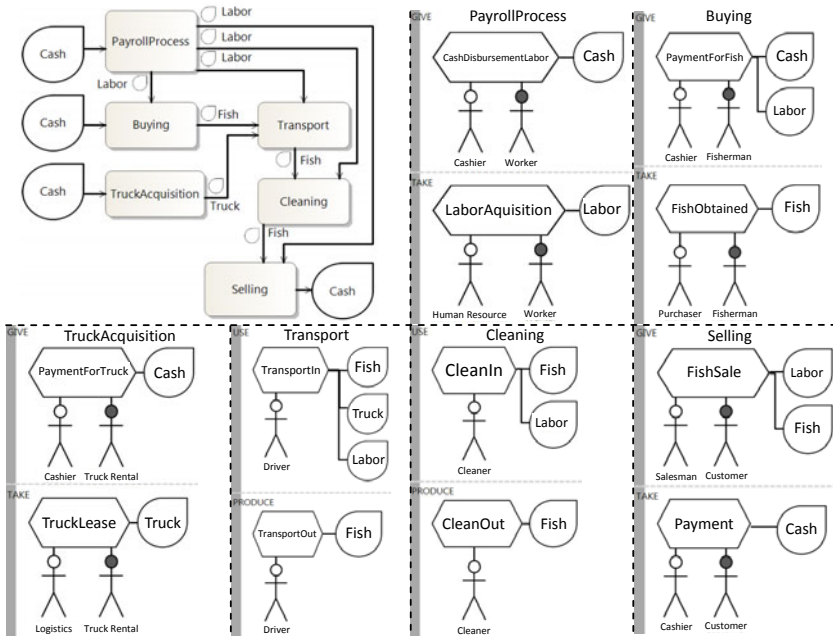 Labor
Labor
Labor
Cash
PayrollProcess
Labor
Cash
Buying
Fish
Transport
Fish
Cash
TruckAcquisition
Truck
Cleaning
Fish
Selling
Cash
GIVE
PayrollProcess
CashDisbursementLabor
Cash
Cashier
Worker
TAKE
LaborAquisition
Labor
Human Resource
Worker
GIVE
Buying
PaymentForFish
Cash
Labor
Cashier
Fisherman
TAKE
FishObtained
Fish
Purchaser
Fisherman
GIVE
TruckAcquisition
PaymentForTruck
Cash
Cashier
Truck Rental
TAKE
TruckLease
Truck
Logistics
Truck Rental
USE
Transport
TransportIn
Fish
Truck
Labor
Driver
PRODUCE
TransportOut
Fish
Driver
USE
Cleaning
CleanIn
Fish
Labor
Cleaner
PRODUCE
CleanOut
Fish
Cleaner
GIVE
Selling
FishSale
Labor
Fish
Salesman
Customer
TAKE
Payment
Cash
Cashier
Customer